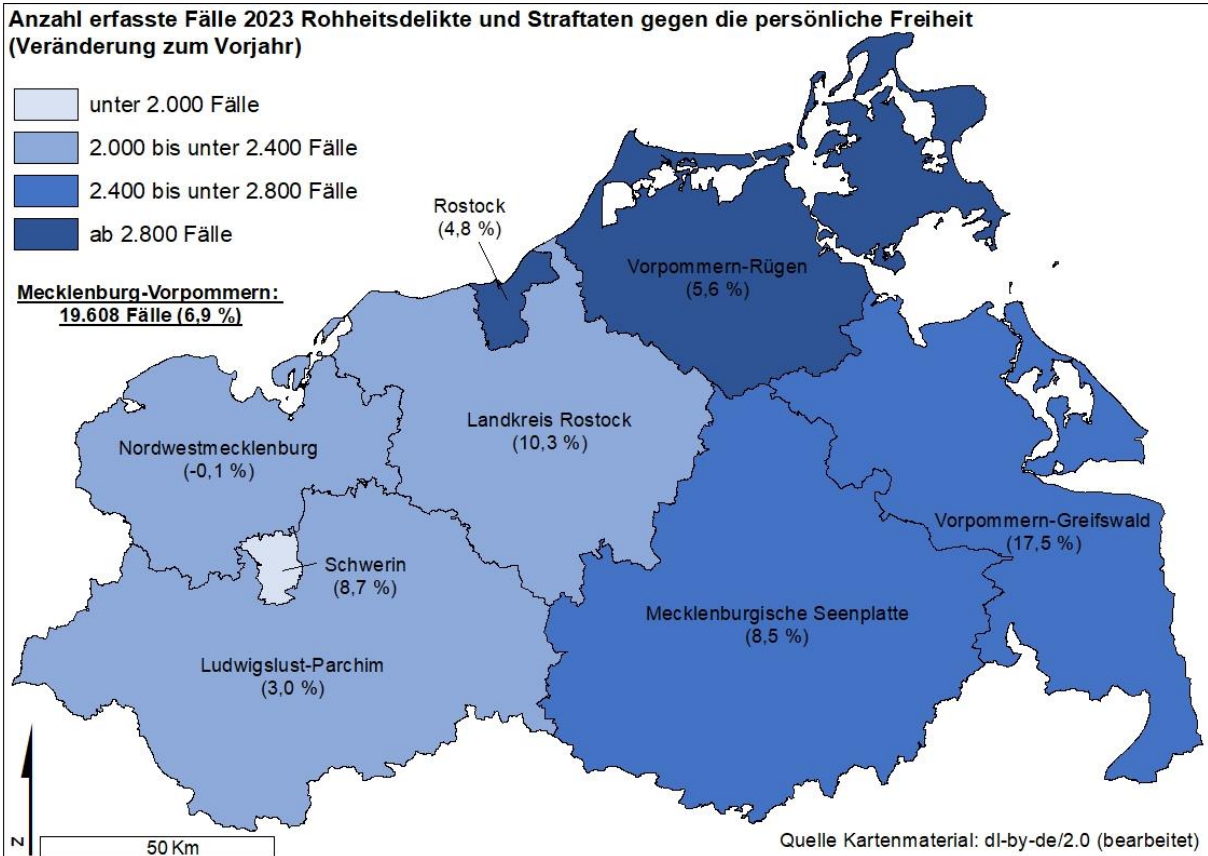 Anzahl erfasste Fälle 2023 Rohheitsdelikte und Straftaten gegen die persönliche Freiheit
(Veränderung zum Vorjahr)
unter 2.000 Fälle
2.000 bis unter 2.400 Fälle
2.400 bis unter 2.800 Fälle
ab 2.800 Fälle
Mecklenburg-Vorpommern:
19.608 Fälle (6,9 %)
Rostock
(4,8 %)
Vorpommern-Rügen
(5,6 %)
Nordwestmecklenburg
(-0,1 %)
Landkreis Rostock
(10,3 %)
Vorpommern-Greifswald
(17,5 %)
Schwerin
(8,7 %)
Mecklenburgische Seenplatte
(8,5 %)
Ludwigslust-Parchim
(3,0 %)
N
50 Km
Quelle Kartenmaterial: dl-by-de/2.0 (bearbeitet)